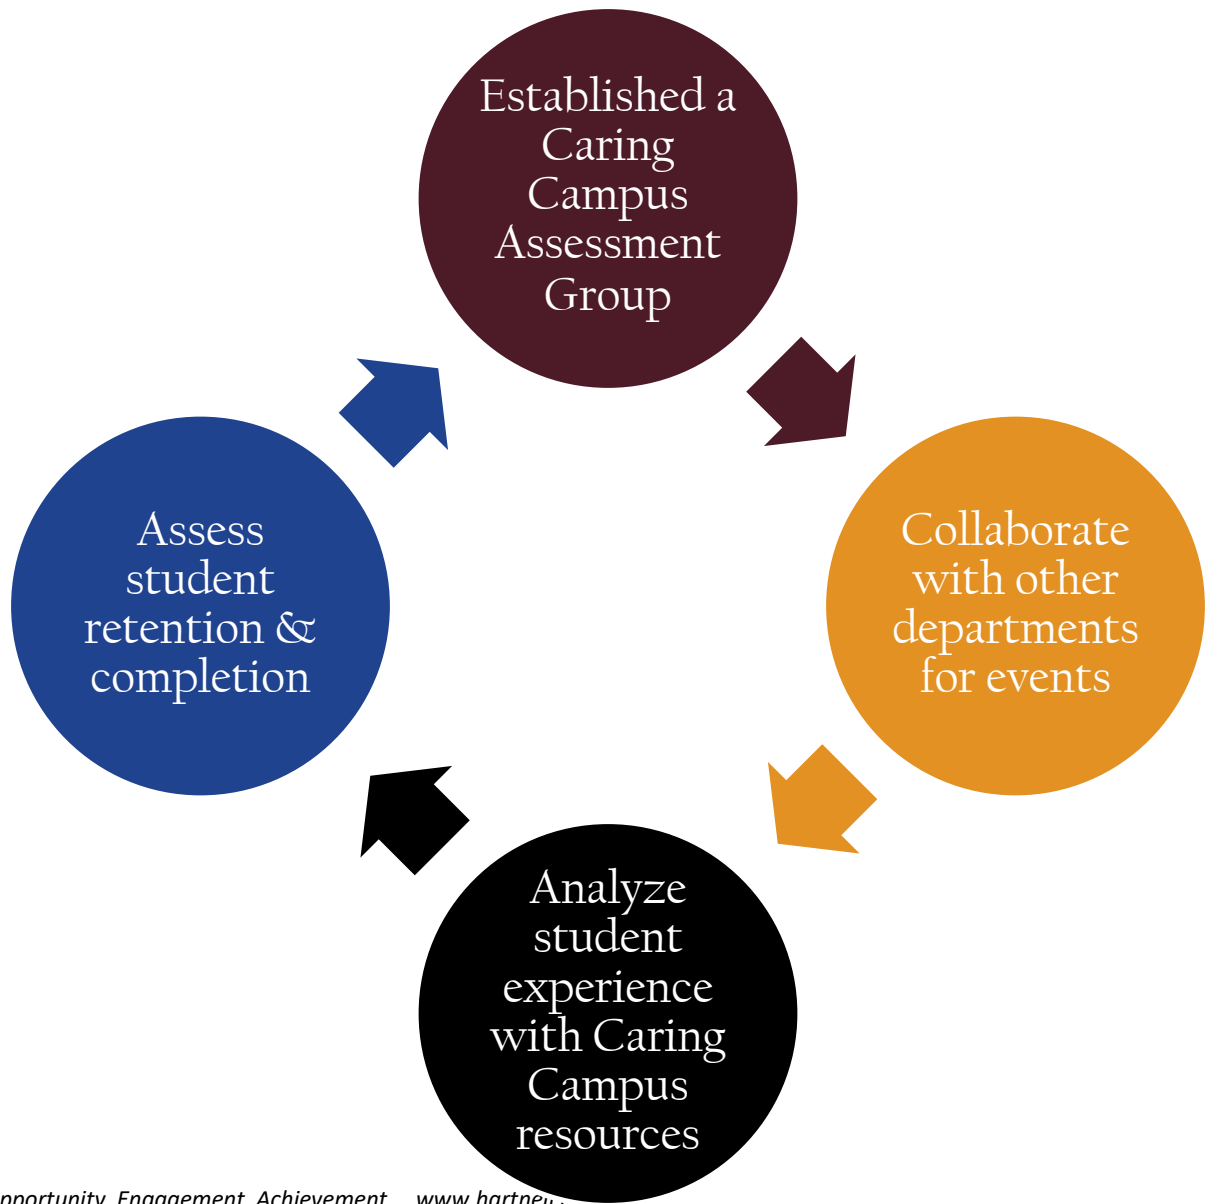 Established a
Caring
Campus
Assessment
Group
Collaborate
with other
departments
for events
Analyze
student
experience
with Caring
Campus
resources
Assess
student
retention &
completion
Engagement Achievement